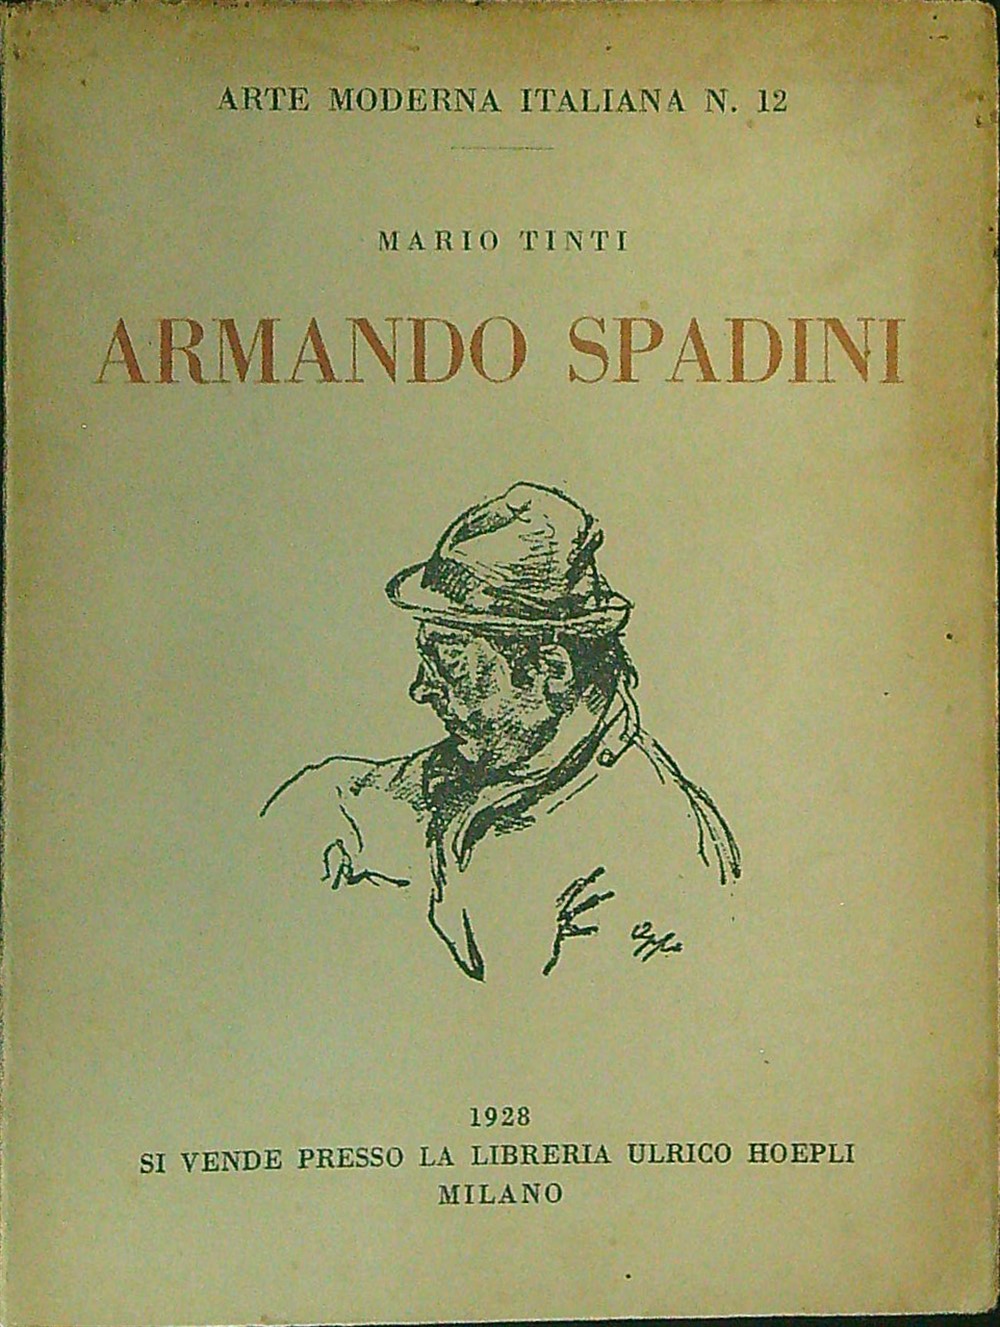 ARTE MODERNA ITALIANA N. 12
MARIO TINTI
ARMANDO SPADINI
1928
SI VENDE PRESSO LA LIBRERIA ULRICO HOEPLI
MILANO